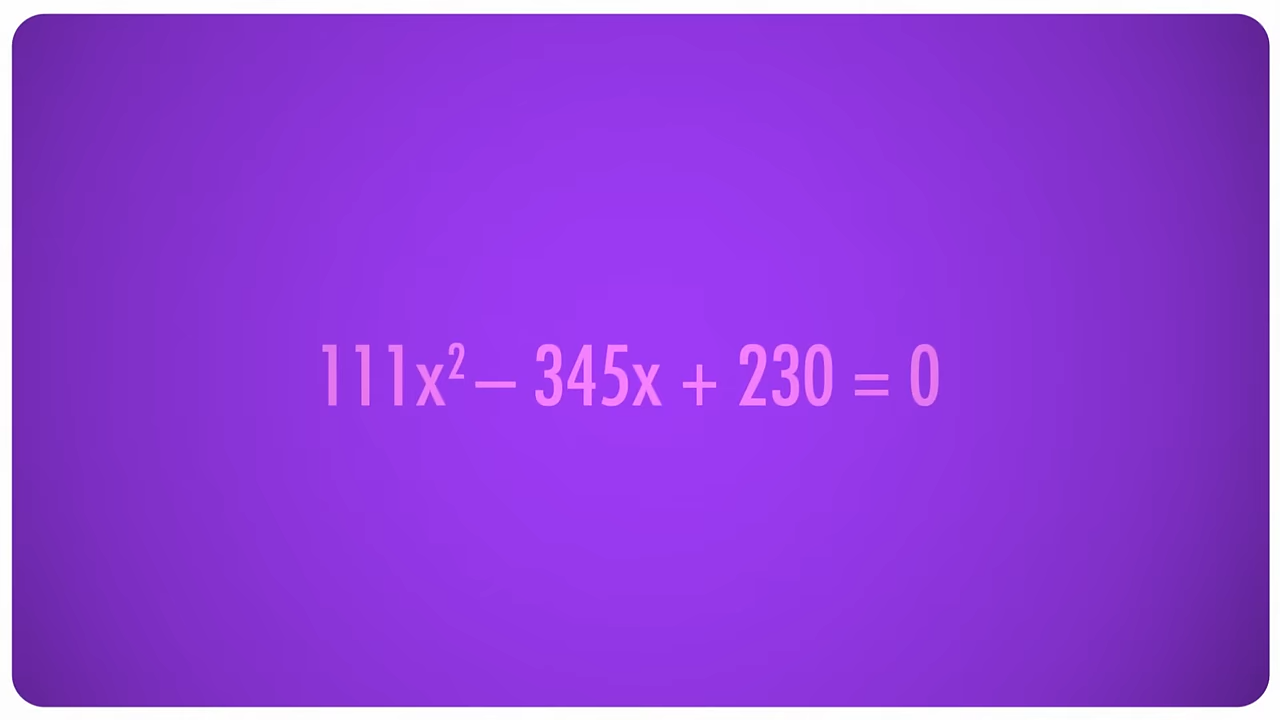 111x² – 345x + 230 = 0